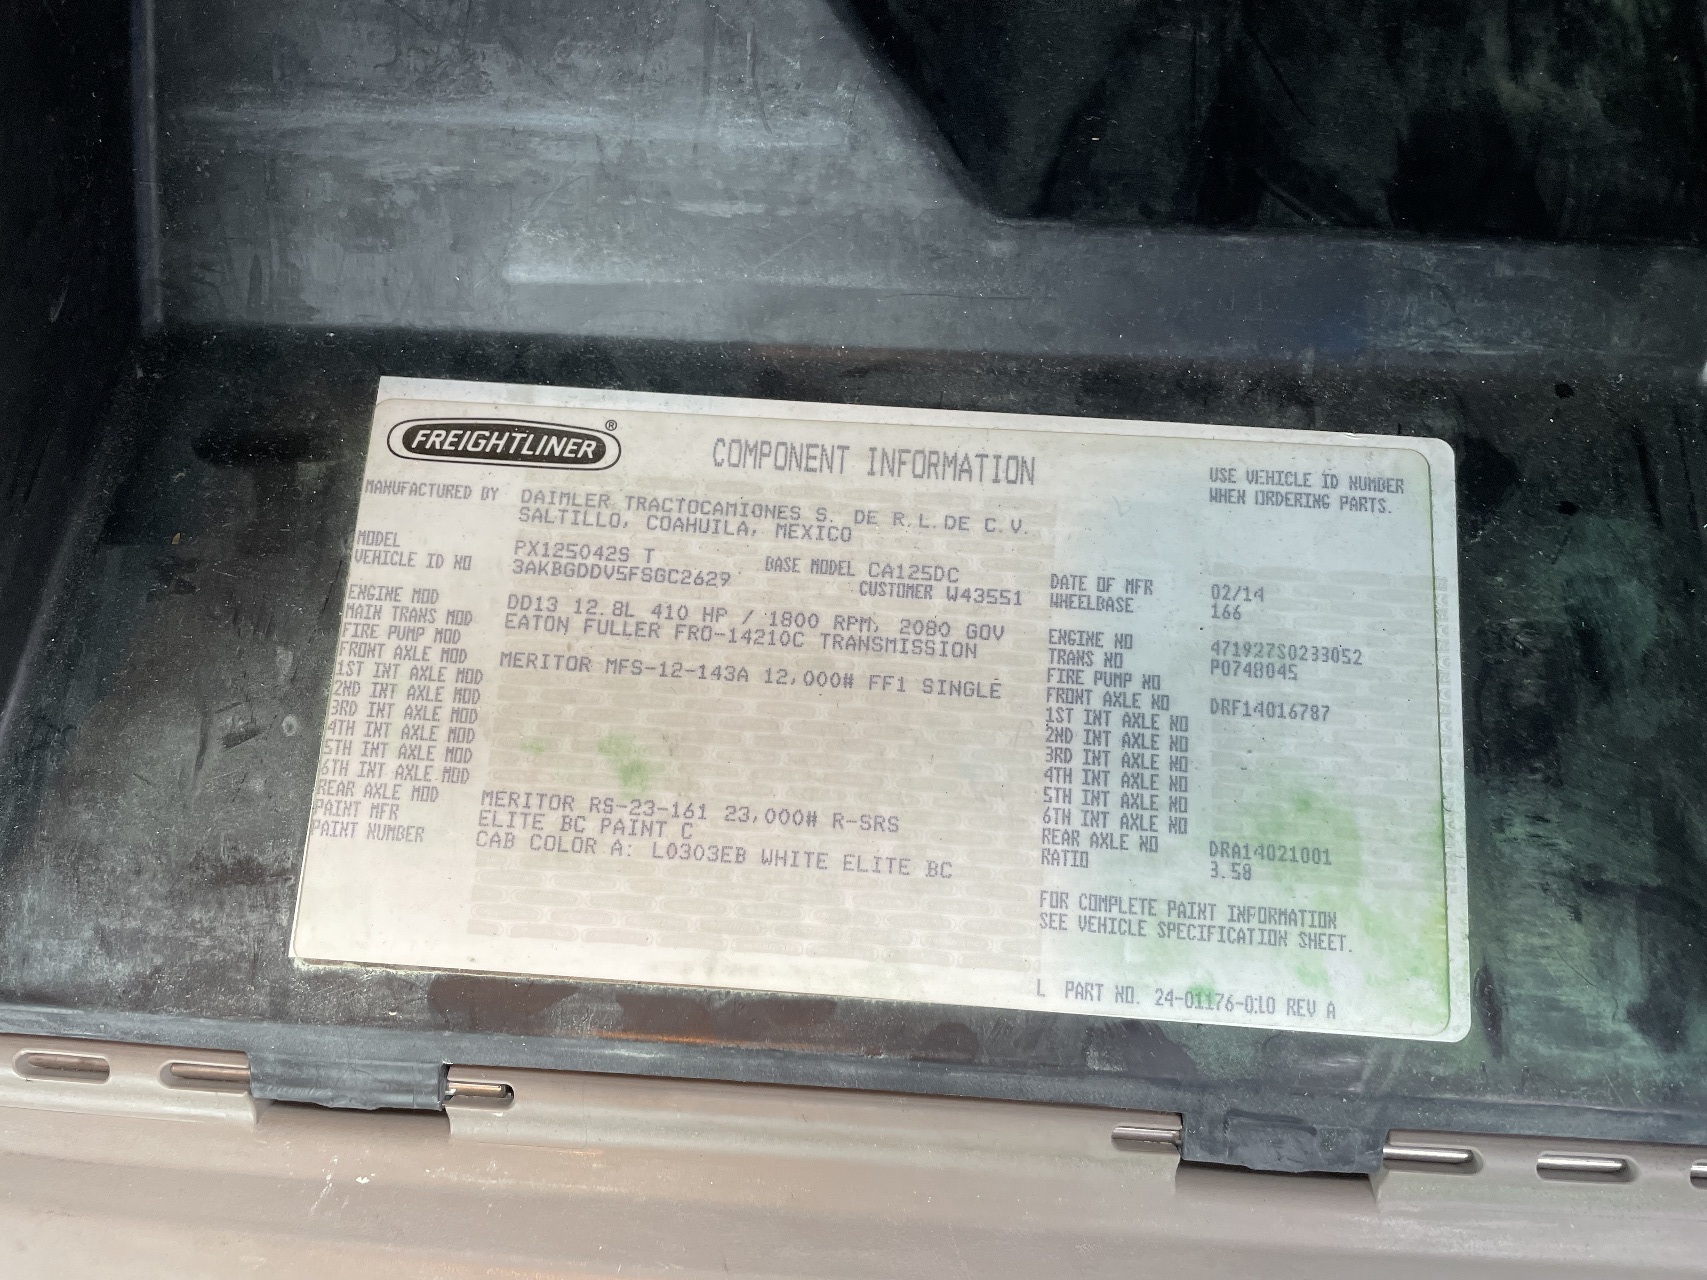 FREIGHTLINER®
COMPONENT INFORMATION
USE VEHICLE ID NUMBER
WHEN ORDERING PARTS.
MANUFACTURED BY DAIMLER TRACTOCAMIONES S. DE R.L. DE C.V.
SALTILLO, COAHUILA, MEXICO
MODEL PX125042S T BASE MODEL CA125DC
VEHICLE ID NO 3AKBGDDV5FSGC2629 CUSTOMER W43551
ENGINE MOD DD13 12.8L 410 HP / 1800 RPM, 2080 GOV
MAIN TRANS MOD EATON FULLER FRO-14210C TRANSMISSION
FIRE PUMP MOD
FRONT AXLE MOD MERITOR MFS-12-143A 12,000# FF1 SINGLE
1ST INT AXLE MOD
2ND INT AXLE MOD
3RD INT AXLE MOD
4TH INT AXLE MOD
5TH INT AXLE MOD
6TH INT AXLE MOD
REAR AXLE MOD MERITOR RS-23-161 23,000# R-SRS
PAINT MFR ELITE BC PAINT C
PAINT NUMBER CAB COLOR A: L0303EB WHITE ELITE BC
DATE OF MFR 02/14
WHEELBASE 166
ENGINE NO 471927S0233052
TRANS NO P0748045
FIRE PUMP NO
FRONT AXLE NO DRF14016787
1ST INT AXLE NO
2ND INT AXLE NO
3RD INT AXLE NO
4TH INT AXLE NO
5TH INT AXLE NO
6TH INT AXLE NO
REAR AXLE NO DRA14021001
RATIO 3.58
FOR COMPLETE PAINT INFORMATION
SEE VEHICLE SPECIFICATION SHEET.
L PART NO. 24-01176-010 REV A